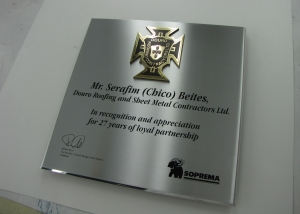 DOURO
Mr. Serafim (Chico) Beites,
Douro Roofing and Sheet Metal Contractors Ltd.
In recognition and appreciation
for 2⁺ years of loyal partnership
SOPREMA